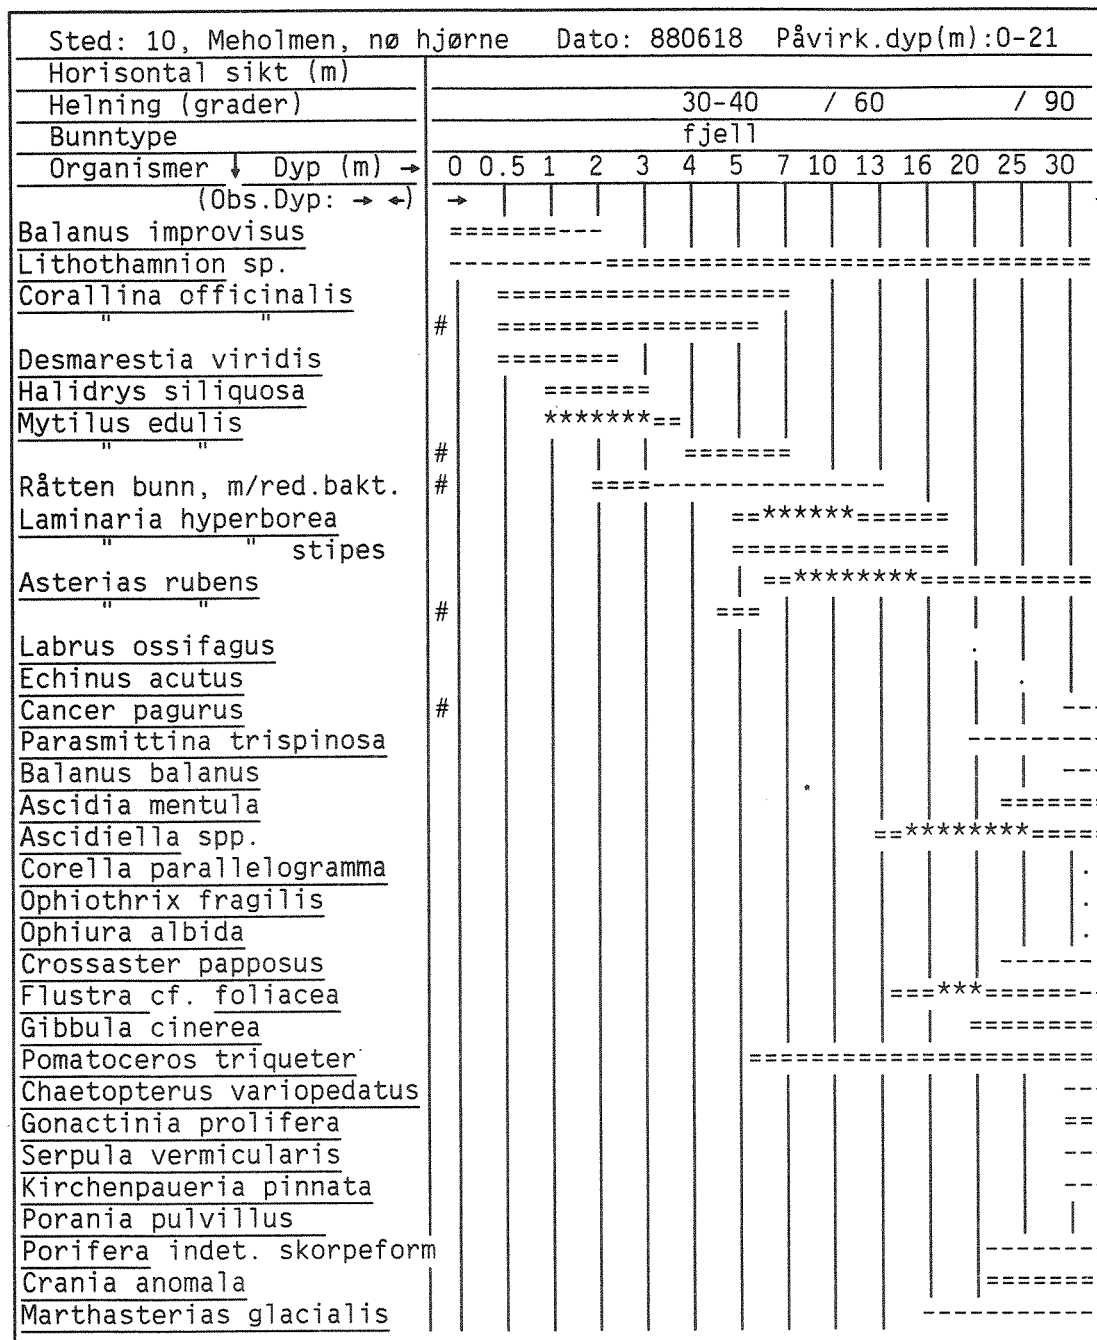 Sted: 10, Meholmen, nø hjørne Dato: 880618 Påvirk.dyp(m):0-21
Horisontal sikt (m)
Helning (grader) 30-40 / 60 / 90
Bunntype fjell
Organismer ↓ Dyp (m) → 0 0.5 1 2 3 4 5 7 10 13 16 20 25 30
(Obs.Dyp: → ←) →
Balanus improvisus =======---
Lithothamnion sp. ----------===============================
Corallina officinalis ===================
" " # =================
Desmarestia viridis ========
Halidrys siliquosa =======
Mytilus edulis *******==
" " # =======
Råtten bunn, m/red.bakt. # ====---------------
Laminaria hyperborea ==******======
" " stipes ==============
Asterias rubens ==********===========
" " # ===
Labrus ossifagus .
Echinus acutus .
Cancer pagurus # --
Parasmittina trispinosa --------
Balanus balanus --
Ascidia mentula ======
Ascidiella spp. ==********=====
Corella parallelogramma .
Ophiothrix fragilis .
Ophiura albida .
Crossaster papposus ------
Flustra cf. foliacea ===***======--
Gibbula cinerea ========
Pomatoceros triqueter =======================
Chaetopterus variopedatus --
Gonactinia prolifera ==
Serpula vermicularis --
Kirchenpaueria pinnata --
Porania pulvillus
Porifera indet. skorpeform -------
Crania anomala =======
Marthasterias glacialis -----------